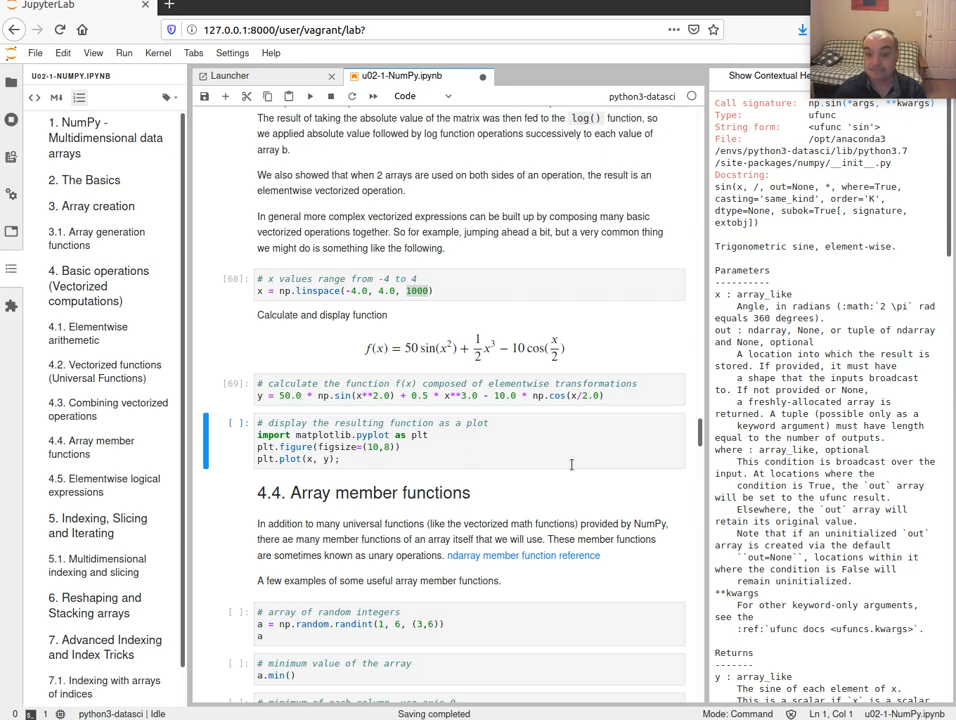 JupyterLab
127.0.0.1:8000/user/vagrant/lab?
File Edit View Run Kernel Tabs Settings Help
U02-1-NUMPY.IPYNB
1. NumPy -
Multidimensional data
arrays
2. The Basics
3. Array creation
3.1. Array generation
functions
4. Basic operations
(Vectorized
computations)
4.1. Elementwise
arithmetic
4.2. Vectorized functions
(Universal Functions)
4.3. Combining vectorized
operations
4.4. Array member
functions
4.5. Elementwise logical
expressions
5. Indexing, Slicing
and Iterating
5.1. Multidimensional
indexing and slicing
6. Reshaping and
Stacking arrays
7. Advanced Indexing
and Index Tricks
7.1. Indexing with arrays
of indices
Launcher
u02-1-NumPy.ipynb
Code
python3-datasci
The result of taking the absolute value of the matrix was then fed to the log() function, so
we applied absolute value followed by log function operations successively to each value of
array b.
We also showed that when 2 arrays are used on both sides of an operation, the result is an
elementwise vectorized operation.
In general more complex vectorized expressions can be built up by composing many basic
vectorized operations together. So for example, jumping ahead a bit, but a very common thing
we might do is something like the following.
[68]: # x values range from -4 to 4
x = np.linspace(-4.0, 4.0, 1000)
Calculate and display function
f(x) = 50 sin(x²) + 1/2 x³ − 10 cos(x/2)
[69]: # calculate the function f(x) composed of elementwise transformations
y = 50.0 * np.sin(x**2.0) + 0.5 * x**3.0 - 10.0 * np.cos(x/2.0)
[ ]: # display the resulting function as a plot
import matplotlib.pyplot as plt
plt.figure(figsize=(10,8))
plt.plot(x, y);
4.4. Array member functions
In addition to many universal functions (like the vectorized math functions) provided by NumPy,
there ae many member functions of an array itself that we will use. These member functions
are sometimes known as unary operations. ndarray member function reference
A few examples of some useful array member functions.
[ ]: # array of random integers
a = np.random.randint(1, 6, (3,6))
a
[ ]: # minimum value of the array
a.min()
Show Contextual He
Call signature: np.sin(*args, **kwargs)
Type: ufunc
String form: <ufunc 'sin'>
File: /opt/anaconda3
/envs/python3-datasci/lib/python3.7
/site-packages/numpy/__init__.py
Docstring:
sin(x, /, out=None, *, where=True,
casting='same_kind', order='K',
dtype=None, subok=True[, signature,
extobj])
Trigonometric sine, element-wise.
Parameters
----------
x : array_like
Angle, in radians (:math:`2 \pi` rad
equals 360 degrees).
out : ndarray, None, or tuple of ndarray
and None, optional
A location into which the result is
stored. If provided, it must have
a shape that the inputs broadcast
to. If not provided or None,
a freshly-allocated array is
returned. A tuple (possible only as a
keyword argument) must have length
equal to the number of outputs.
where : array_like, optional
This condition is broadcast over the
input. At locations where the
condition is True, the `out` array
will be set to the ufunc result.
Elsewhere, the `out` array will
retain its original value.
Note that if an uninitialized `out`
array is created via the default
``out=None``, locations within it
where the condition is False will
remain uninitialized.
**kwargs
For other keyword-only arguments,
see the
:ref:`ufunc docs <ufuncs.kwargs>`.
Returns
-------
y : array_like
The sine of each element of x.
This is a scalar if `x` is a scalar.
0 1 python3-datasci | Idle Saving completed Mode: Command Ln 1, Col 1 u02-1-NumPy.ipynb